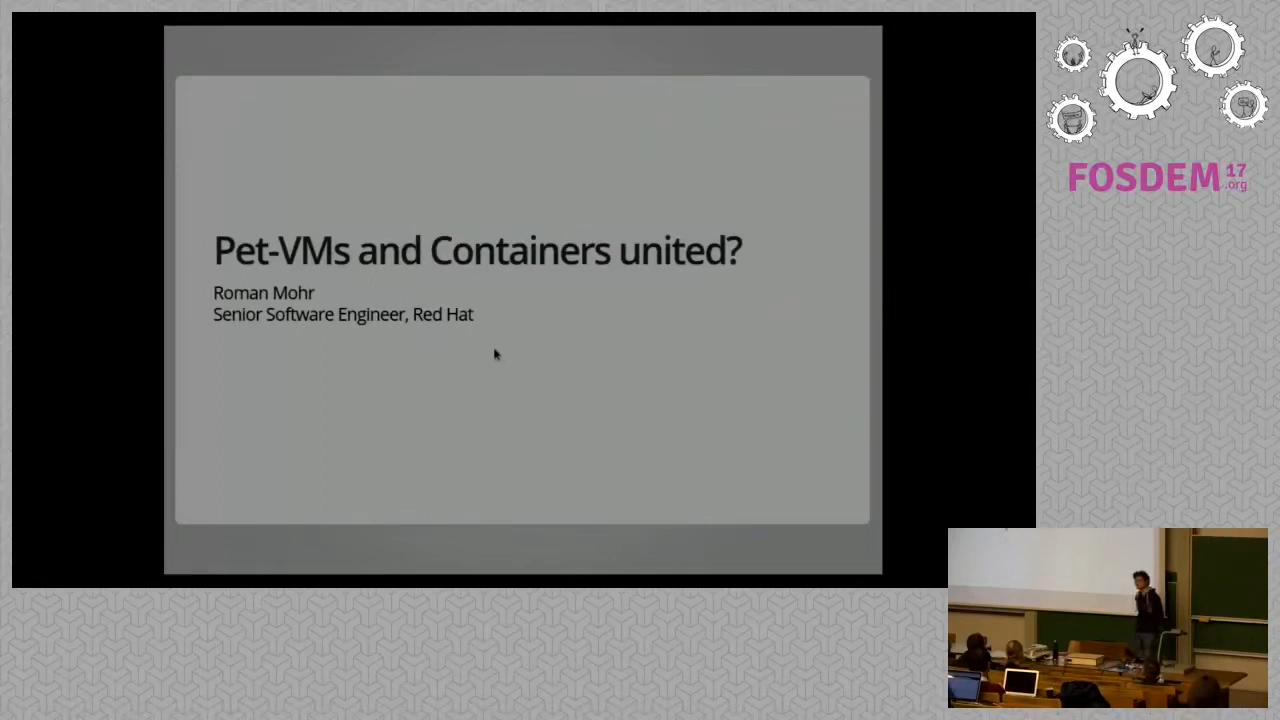 Pet-VMs and Containers united?
Roman Mohr
Senior Software Engineer, Red Hat
FOSDEM 17
.org